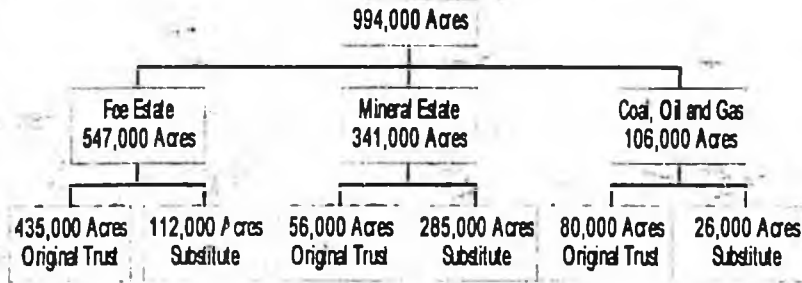 994,000 Acres
Fee Estate
547,000 Acres
Mineral Estate
341,000 Acres
Coal, Oil and Gas
106,000 Acres
435,000 Acres
Original Trust
112,000 Acres
Substitute
56,000 Acres
Original Trust
285,000 Acres
Substitute
80,000 Acres
Original Trust
26,000 Acres
Substitute